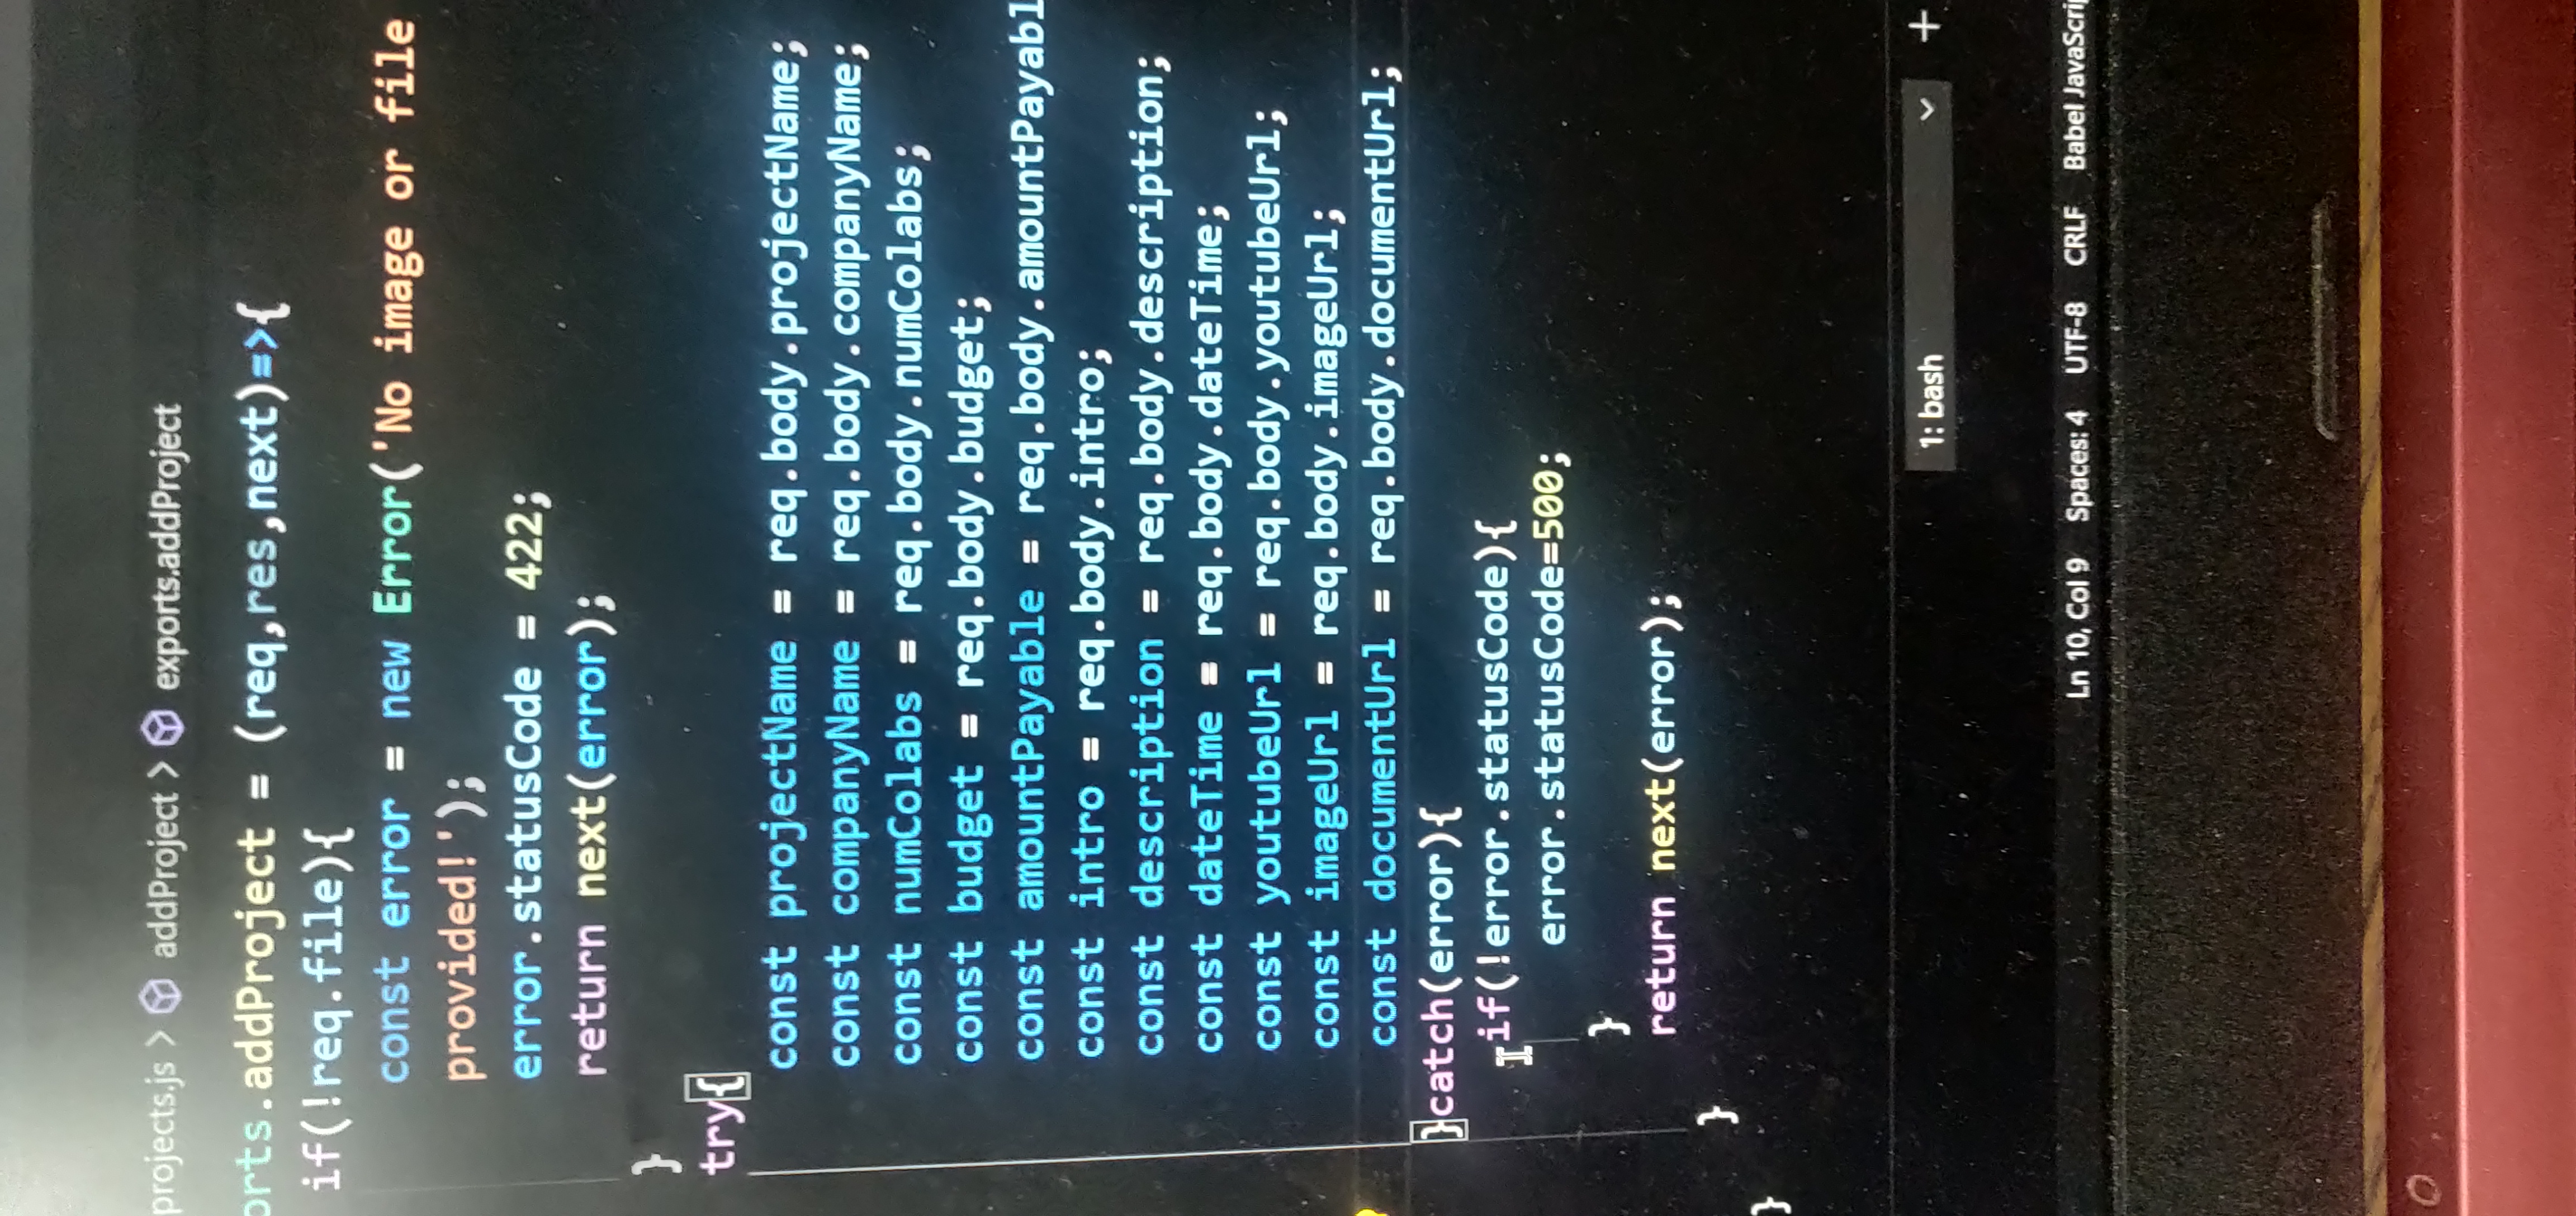 projects.js > addProject > exports.addProject
orts.addProject = (req,res,next)=>{
if(!req.file){
const error = new Error('No image or file
provided!');
error.statusCode = 422;
return next(error);
}
try{
const projectName = req.body.projectName;
const companyName = req.body.companyName;
const numColabs = req.body.numColabs;
const budget = req.body.budget;
const amountPayable = req.body.amountPayabl
const intro = req.body.intro;
const description = req.body.description;
const dateTime = req.body.dateTime;
const youtubeUrl = req.body.youtubeUrl;
const imageUrl = req.body.imageUrl;
const documentUrl = req.body.documentUrl;
}catch(error){
if(!error.statusCode){
error.statusCode=500;
}
return next(error);
}
}
1: bash
Ln 10, Col 9 Spaces: 4 UTF-8 CRLF Babel JavaScri